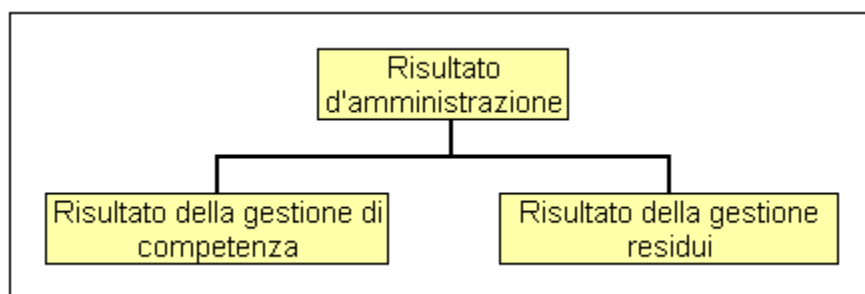 Risultato
d'amministrazione
Risultato della gestione di
competenza
Risultato della gestione
residui